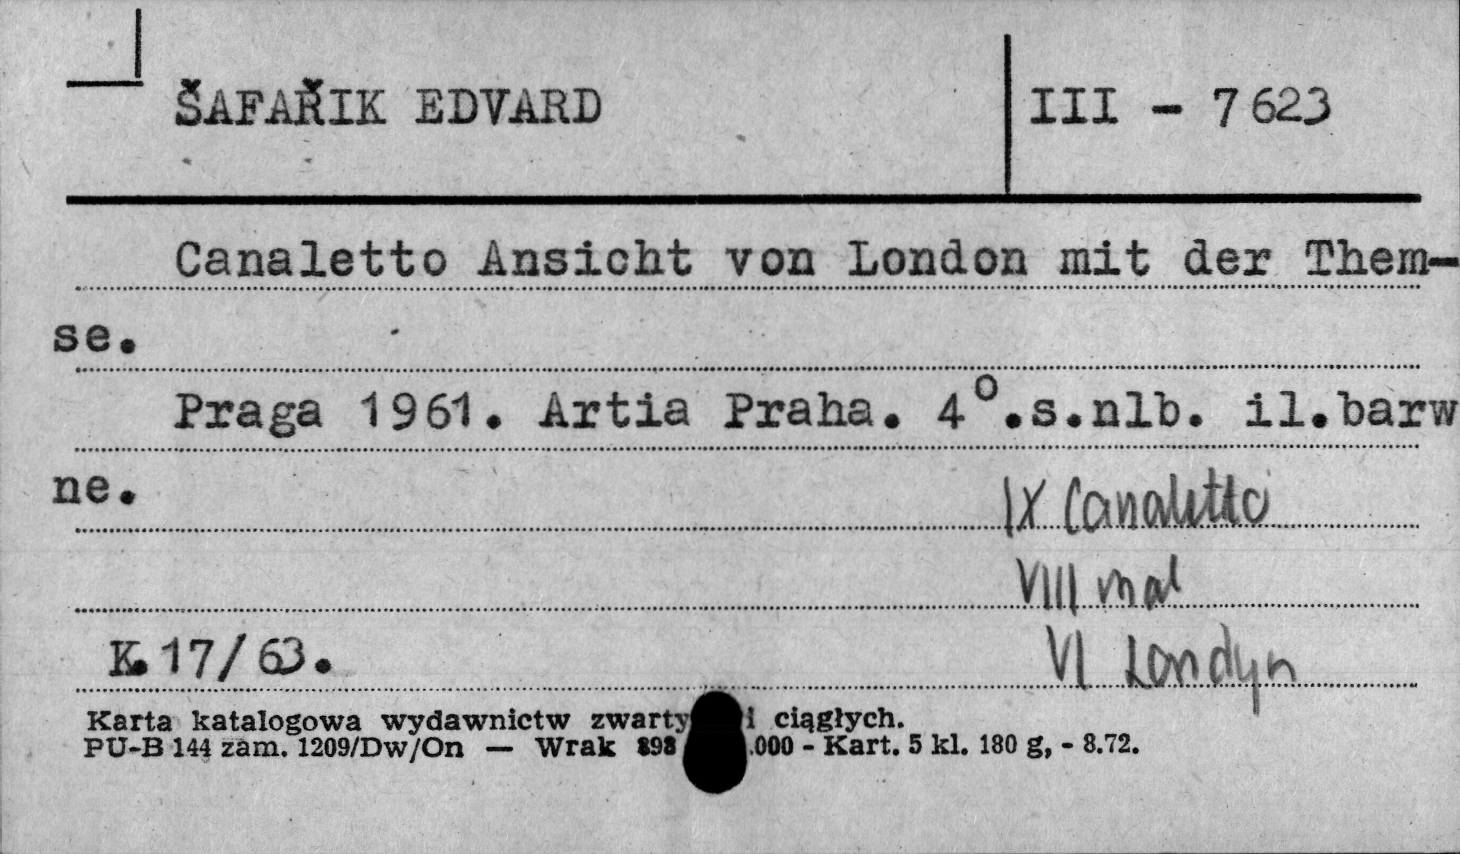 ŠAFAŘIK EDVARD
III - 7623
Canaletto Ansicht von London mit der Them-
se.
Praga 1961. Artia Praha. 4º.s.nlb. il.barw
ne.
IX Canaletto
VIII mal
VI Londyn
K.17/63.
Karta katalogowa wydawnictw zwarty i ciągłych.
PU-B 144 zam. 1209/Dw/On — Wrak 898 .000 - Kart. 5 kl. 180 g, - 8.72.